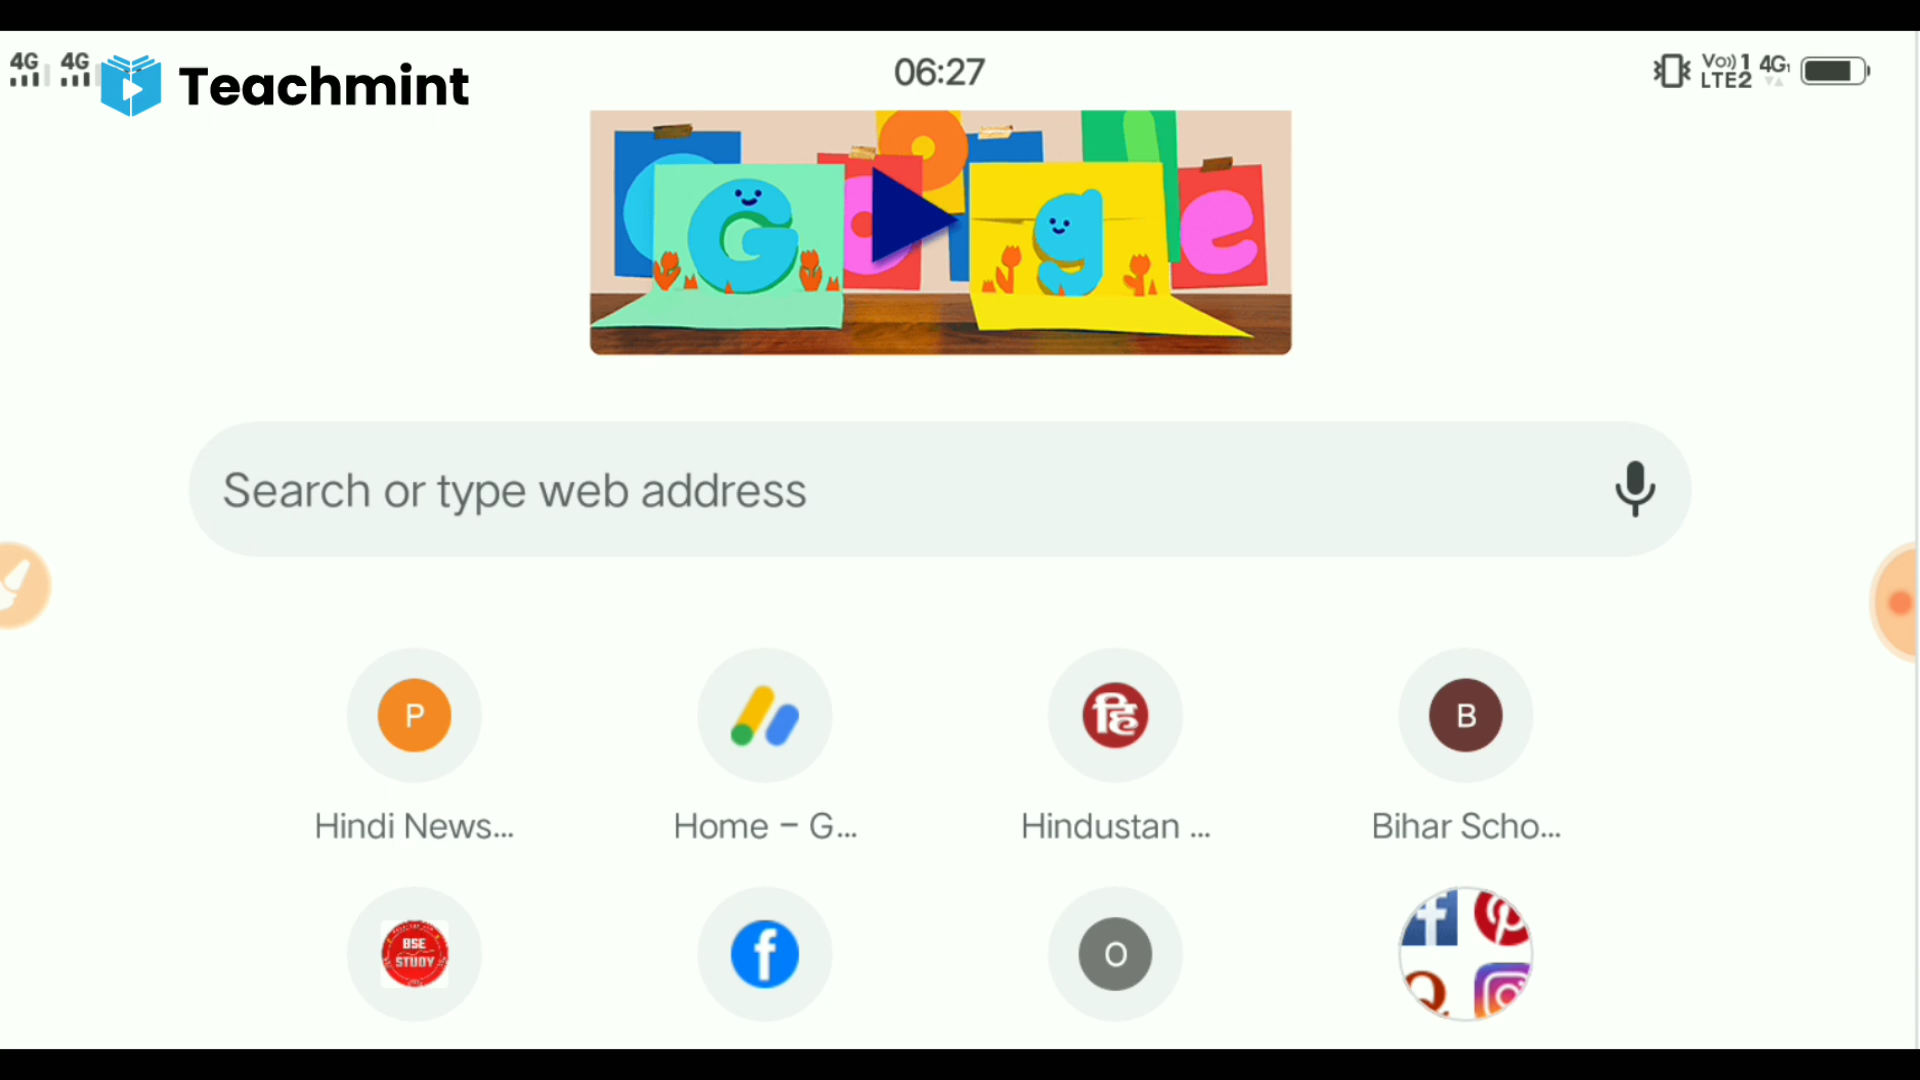 4G 4G Teachmint 06:27 Vo)) 1 4G
LTE2
G g e
Search or type web address
P हि B
Hindi News... Home – G... Hindustan ... Bihar Scho...
BSE
STUDY
f O f